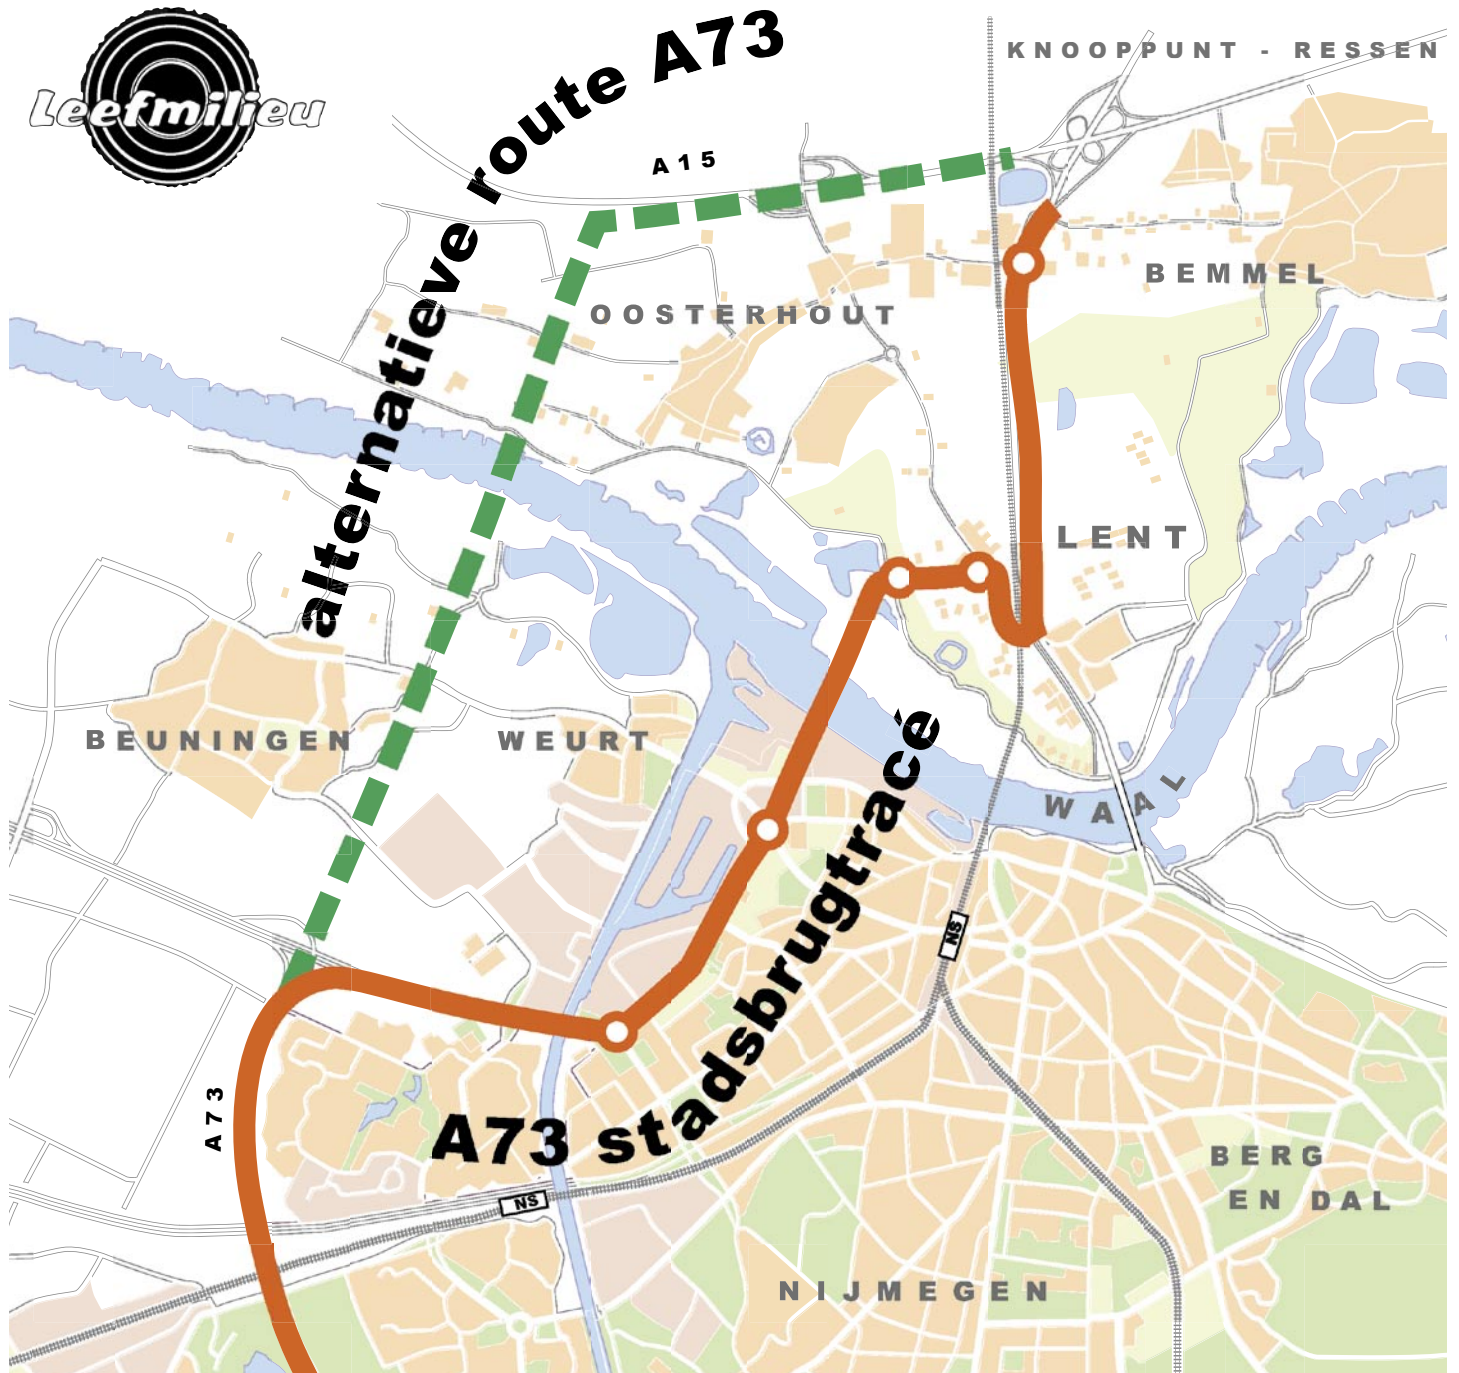 Leefmilieu
alternatieve route A73
KNOOPPUNT - RESSEN
A15
BEMMEL
OOSTERHOUT
LENT
BEUNINGEN
WEURT
WAAL
A73 stadsbrugtracé
NS
A73
NS
BERG
EN DAL
NIJMEGEN